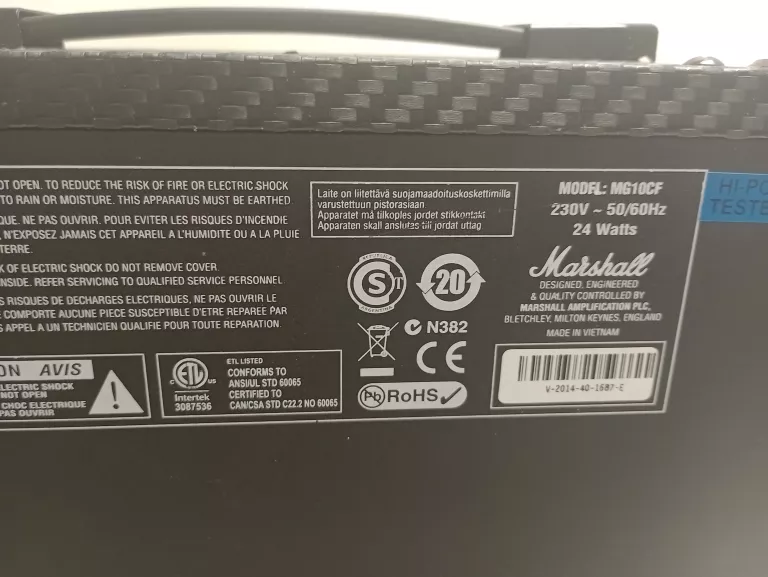 OT OPEN. TO REDUCE THE RISK OF FIRE OR ELECTRIC SHOCK
TO RAIN OR MOISTURE. THIS APPARATUS MUST BE EARTHED
QUE. NE PAS OUVRIR. POUR EVITER LES RISQUES D'INCENDIE
, N'EXPOSEZ JAMAIS CET APPAREIL A L'HUMIDITE OU A LA PLUIE
TERRE.
K OF ELECTRIC SHOCK DO NOT REMOVE COVER.
INSIDE. REFER SERVICING TO QUALIFIED SERVICE PERSONNEL
RISQUES DE DECHARGES ELECTRIQUES, NE PAS OUVRIR LE
COMPORTE AUCUNE PIECE SUSCEPTIBLE D'ETRE REPAREE PAR
S APPEL A UN TECHNICIEN QUALIFIE POUR TOUTE REPARATION.
ON AVIS
LECTRIC SHOCK
NOT OPEN
CHOC ELECTRIQUE
PAS OUVRIR
ETL
C US
Intertek
3087536
ETL LISTED
CONFORMS TO
ANSI/UL STD 60065
CERTIFIED TO
CAN/CSA STD C22.2 NO 60065
Laite on liitettävä suojamaadoituskoskettimilla
varustettuun pistorasiaan
Apparatet må tilkoples jordet stikkontakt
Apparaten skall anslutas till jordat uttag
S T
20
N382
CE
Pb RoHS
MODEL: MG10CF
230V ~ 50/60Hz
24 Watts
Marshall
DESIGNED, ENGINEERED
& QUALITY CONTROLLED BY
MARSHALL AMPLIFICATION PLC,
BLETCHLEY, MILTON KEYNES, ENGLAND
MADE IN VIETNAM
V-2014-40-1687-E
HI-PO
TESTE